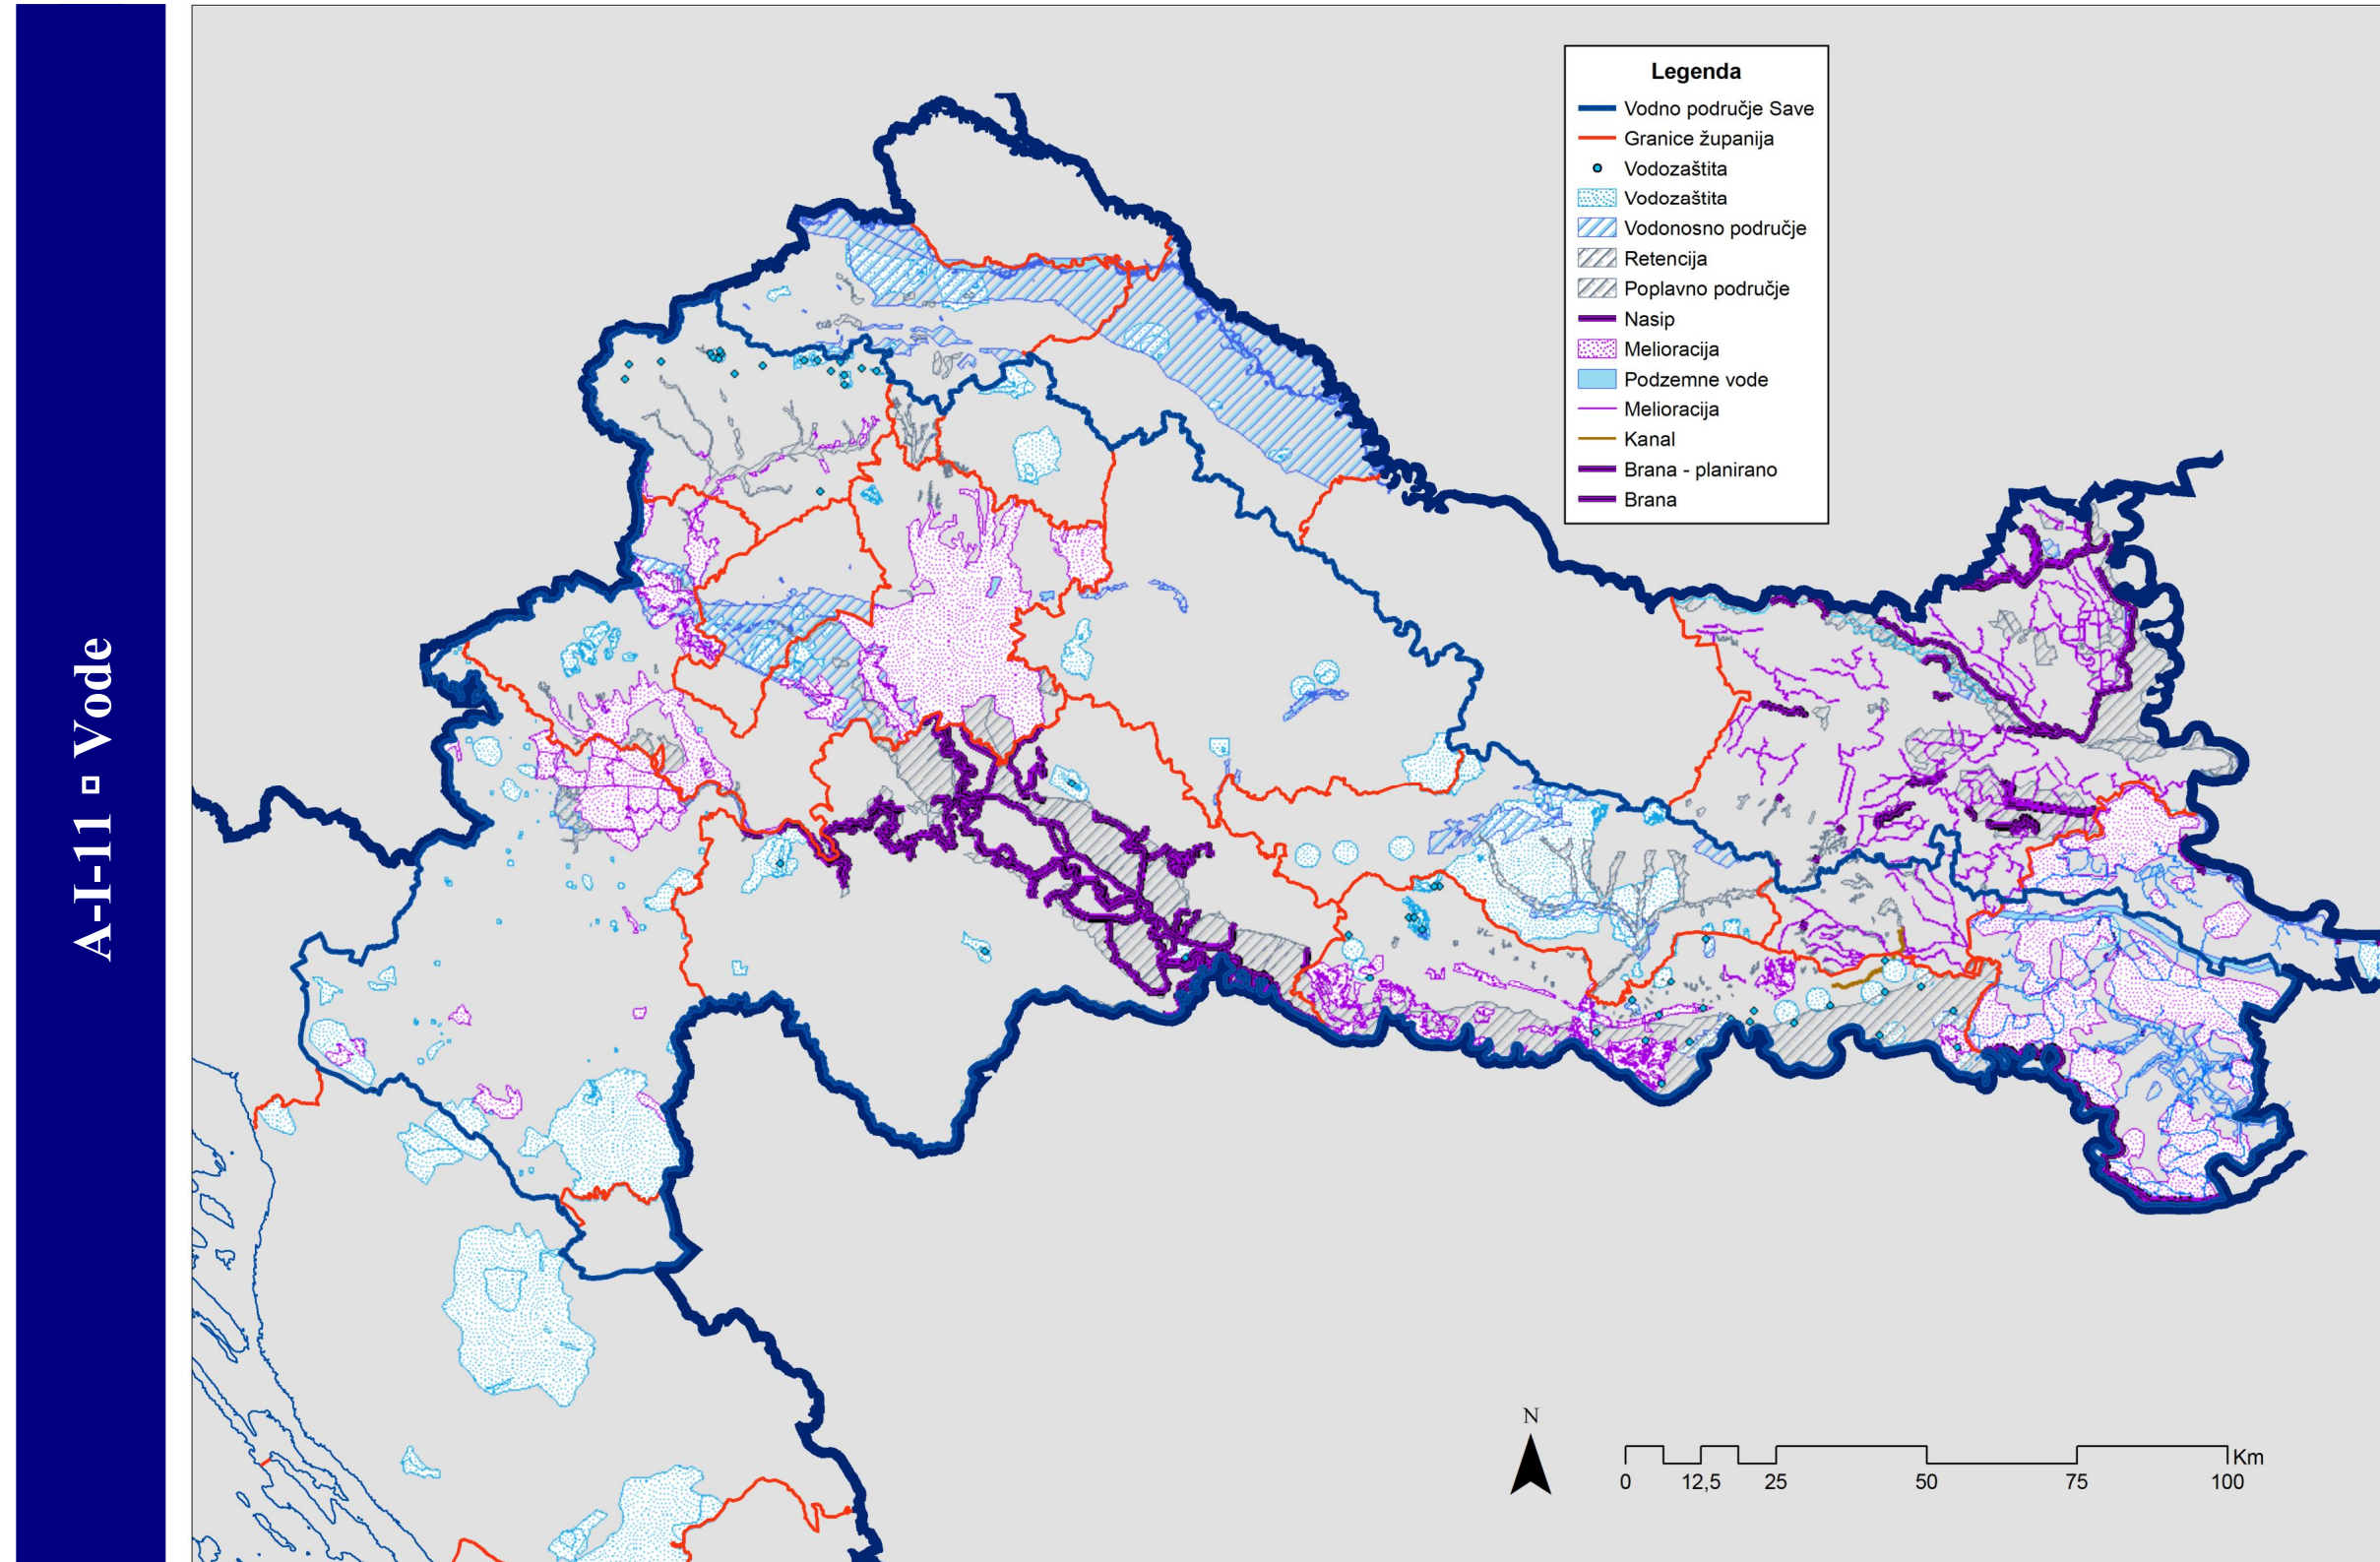 A-I-11 ▫ Vode
Legenda
Vodno područje Save
Granice županija
Vodozaštita
Vodozaštita
Vodonosno područje
Retencija
Poplavno područje
Nasip
Melioracija
Podzemne vode
Melioracija
Kanal
Brana - planirano
Brana
N
Km
0 12,5 25 50 75 100